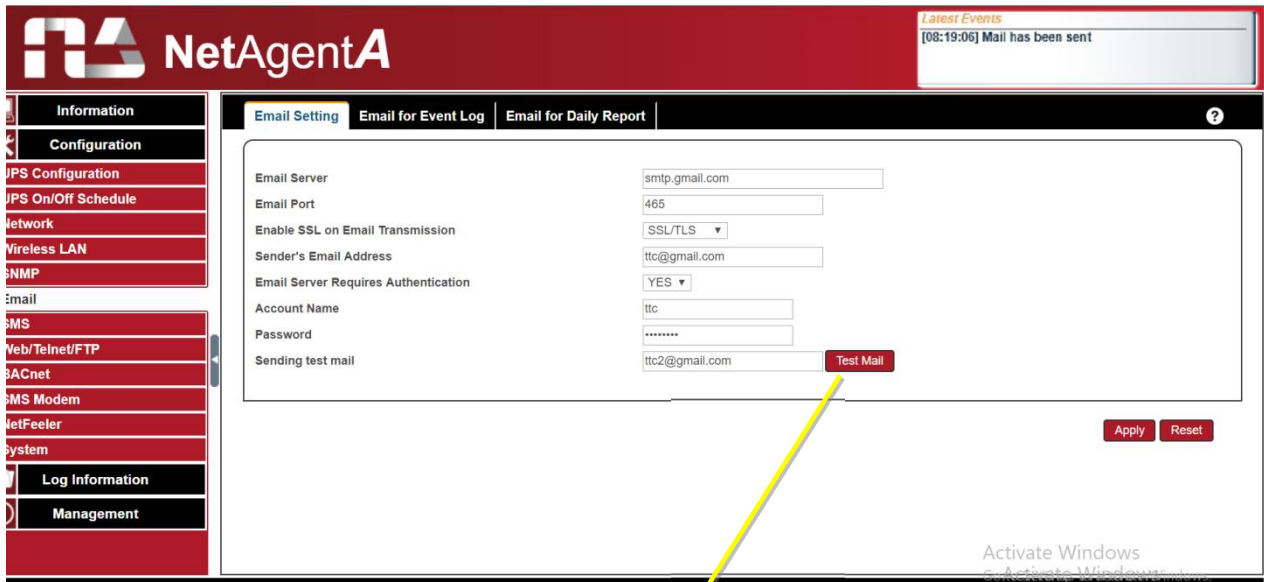 NetAgentA
Latest Events
[08:19:06] Mail has been sent
Information
Configuration
UPS Configuration
UPS On/Off Schedule
Network
Wireless LAN
SNMP
Email
SMS
Web/Telnet/FTP
BACnet
SMS Modem
NetFeeler
System
Log Information
Management
Email Setting Email for Event Log Email for Daily Report ?
Email Server smtp.gmail.com
Email Port 465
Enable SSL on Email Transmission SSL/TLS
Sender's Email Address ttc@gmail.com
Email Server Requires Authentication YES
Account Name ttc
Password ••••••••
Sending test mail ttc2@gmail.com Test Mail
Apply Reset
Activate Windows
Activate Windows